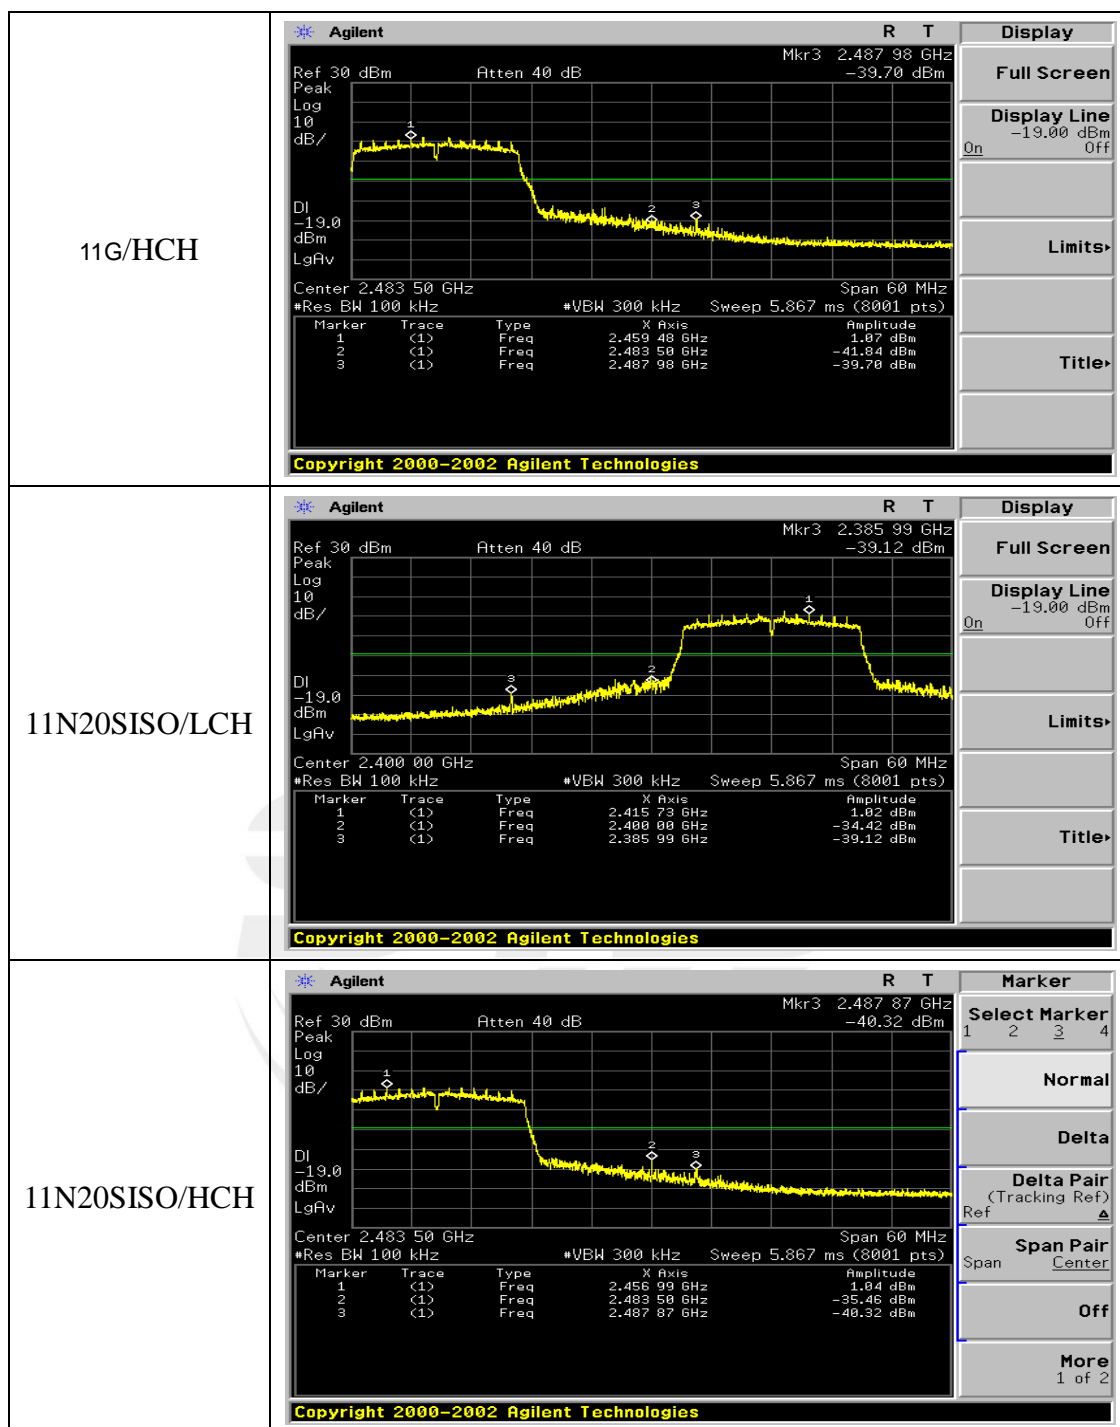 11G/HCH
Agilent R T
Mkr3 2.487 98 GHz
Ref 30 dBm Atten 40 dB -39.70 dBm
Peak
Log
10
dB/
1
2
3
DI
-19.0
dBm
LgAv
Center 2.483 50 GHz Span 60 MHz
#Res BW 100 kHz #VBW 300 kHz Sweep 5.867 ms (8001 pts)
Marker Trace Type X Axis Amplitude
1 (1) Freq 2.459 48 GHz 1.07 dBm
2 (1) Freq 2.483 50 GHz -41.84 dBm
3 (1) Freq 2.487 98 GHz -39.70 dBm
Copyright 2000-2002 Agilent Technologies
Display
Full Screen
Display Line
-19.00 dBm
On Off
Limits
Title
11N20SISO/LCH
Agilent R T
Mkr3 2.385 99 GHz
Ref 30 dBm Atten 40 dB -39.12 dBm
Peak
Log
10
dB/
1
2
3
DI
-19.0
dBm
LgAv
Center 2.400 00 GHz Span 60 MHz
#Res BW 100 kHz #VBW 300 kHz Sweep 5.867 ms (8001 pts)
Marker Trace Type X Axis Amplitude
1 (1) Freq 2.415 73 GHz 1.02 dBm
2 (1) Freq 2.400 00 GHz -34.42 dBm
3 (1) Freq 2.385 99 GHz -39.12 dBm
Copyright 2000-2002 Agilent Technologies
Display
Full Screen
Display Line
-19.00 dBm
On Off
Limits
Title
11N20SISO/HCH
Agilent R T
Mkr3 2.487 87 GHz
Ref 30 dBm Atten 40 dB -40.32 dBm
Peak
Log
10
dB/
1
2
3
DI
-19.0
dBm
LgAv
Center 2.483 50 GHz Span 60 MHz
#Res BW 100 kHz #VBW 300 kHz Sweep 5.867 ms (8001 pts)
Marker Trace Type X Axis Amplitude
1 (1) Freq 2.456 99 GHz 1.04 dBm
2 (1) Freq 2.483 50 GHz -35.46 dBm
3 (1) Freq 2.487 87 GHz -40.32 dBm
Copyright 2000-2002 Agilent Technologies
Marker
Select Marker
1 2 3 4
Normal
Delta
Delta Pair
(Tracking Ref)
Ref Δ
Span Pair
Span Center
Off
More
1 of 2